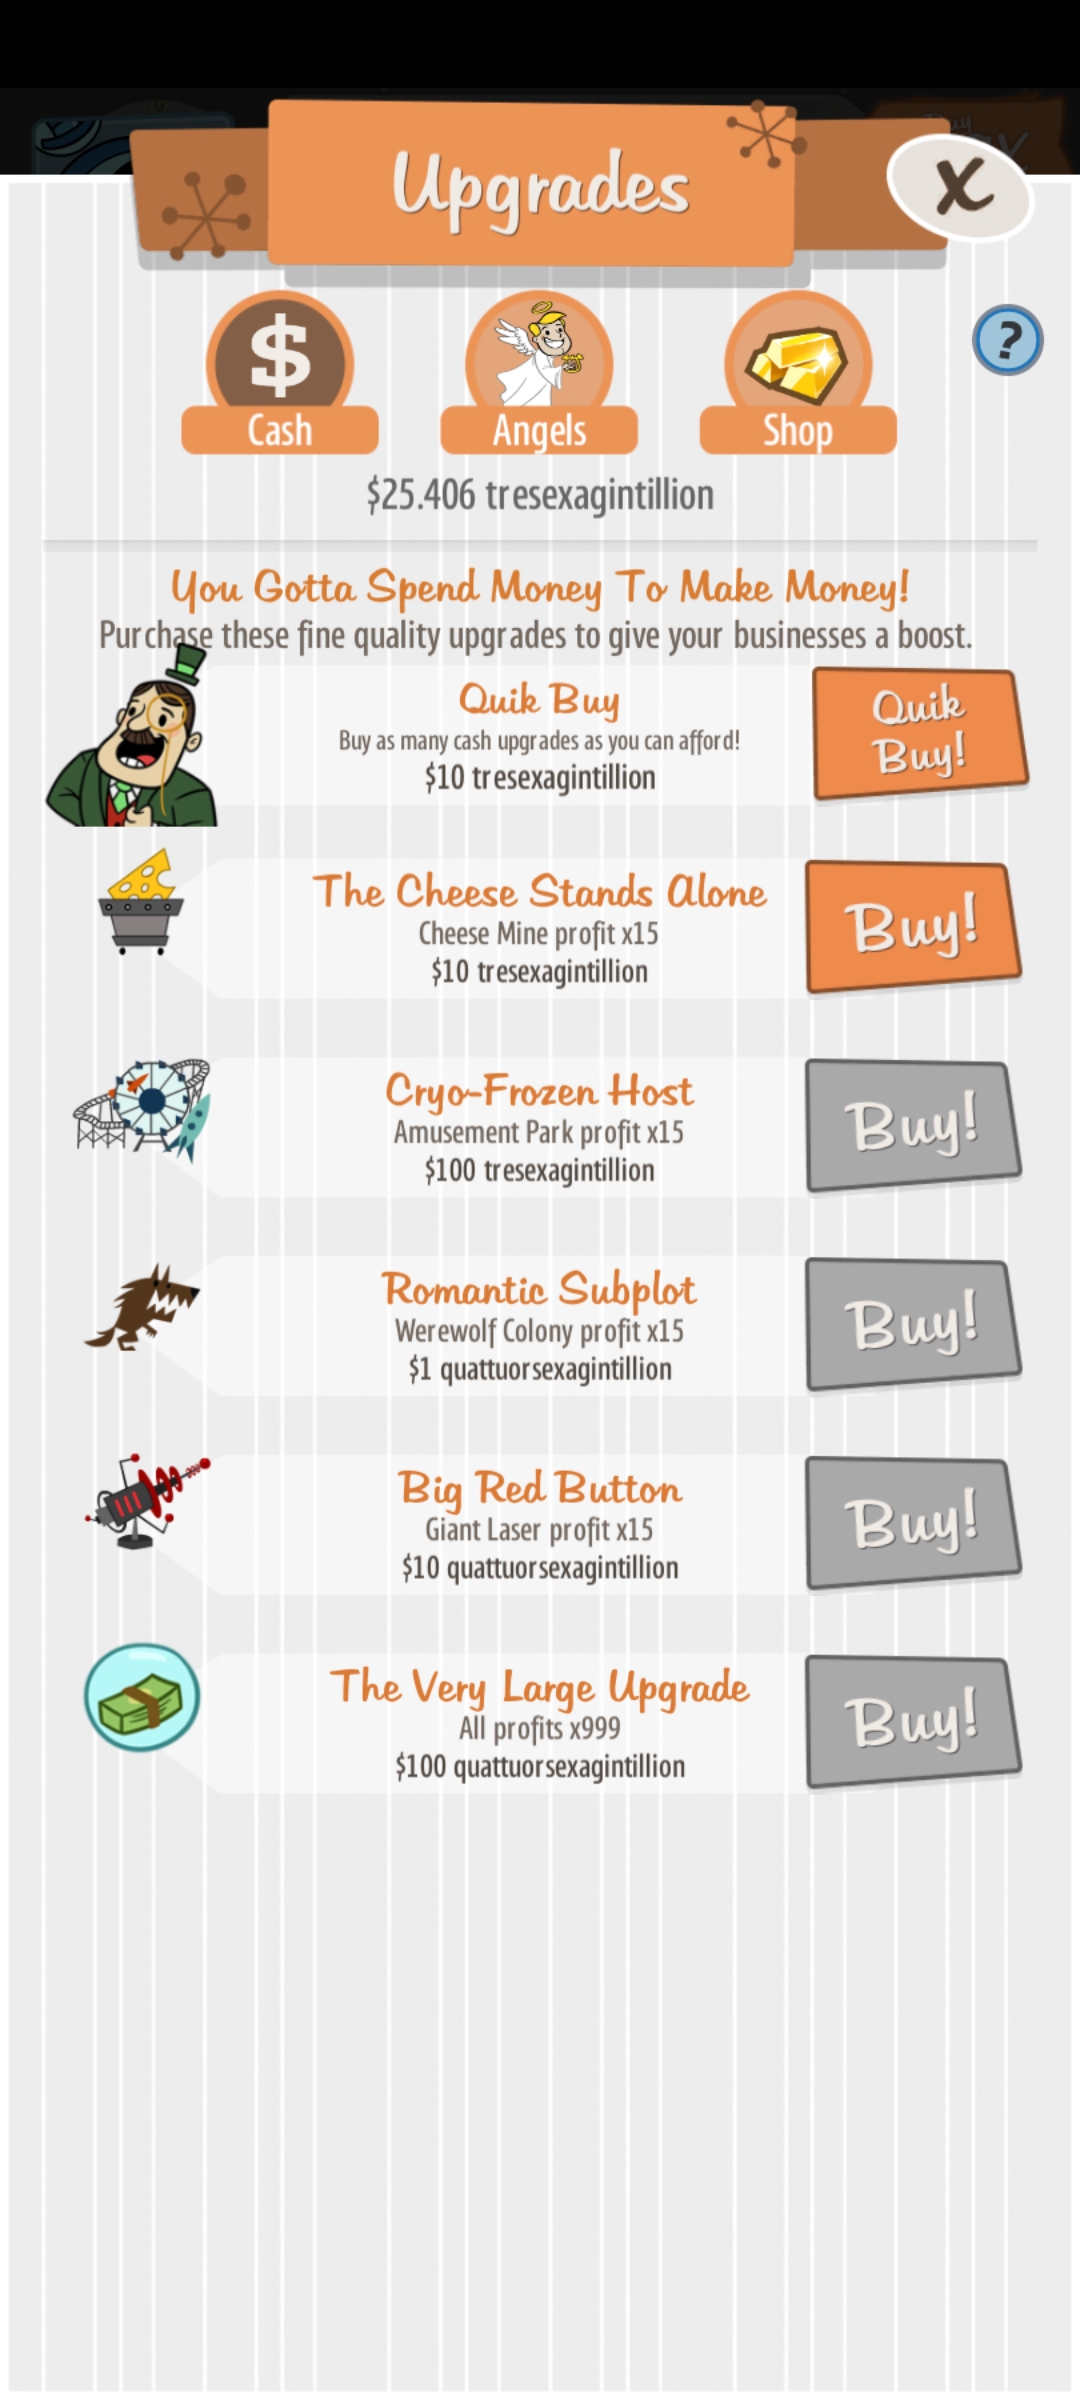 Upgrades
X
$
?
Cash
Angels
Shop
$25.406 tresexagintillion
You Gotta Spend Money To Make Money!
Purchase these fine quality upgrades to give your businesses a boost.
Quik Buy
Buy as many cash upgrades as you can afford!
$10 tresexagintillion
Quik
Buy!
The Cheese Stands Alone
Cheese Mine profit x15
$10 tresexagintillion
Buy!
Cryo-Frozen Host
Amusement Park profit x15
$100 tresexagintillion
Buy!
Romantic Subplot
Werewolf Colony profit x15
$1 quattuorsexagintillion
Buy!
Big Red Button
Giant Laser profit x15
$10 quattuorsexagintillion
Buy!
The Very Large Upgrade
All profits x999
$100 quattuorsexagintillion
Buy!